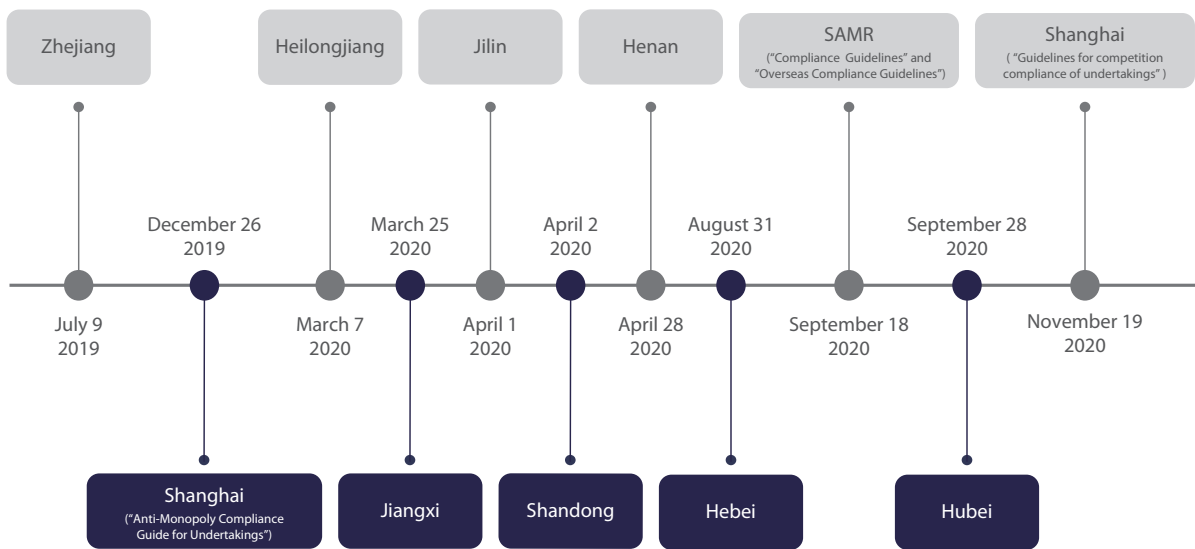 Zhejiang
Heilongjiang
Jilin
Henan
SAMR
("Compliance Guidelines" and
"Overseas Compliance Guidelines")
Shanghai
( "Guidelines for competition
compliance of undertakings" )
December 26
2019
March 25
2020
April 2
2020
August 31
2020
September 28
2020
July 9
2019
March 7
2020
April 1
2020
April 28
2020
September 18
2020
November 19
2020
Shanghai
("Anti-Monopoly Compliance
Guide for Undertakings")
Jiangxi
Shandong
Hebei
Hubei